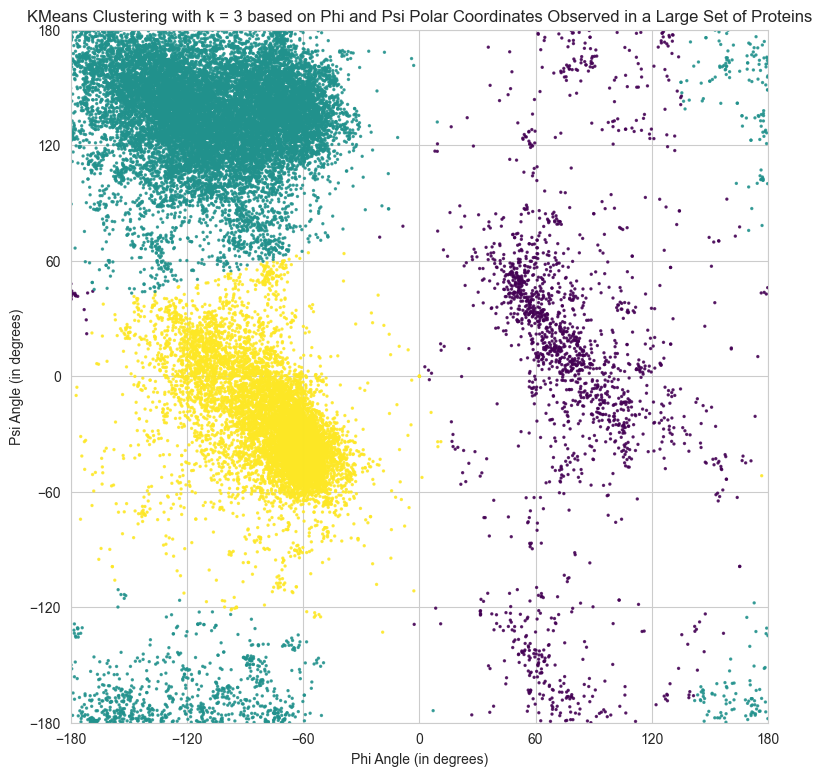 KMeans Clustering with k = 3 based on Phi and Psi Polar Coordinates Observed in a Large Set of Proteins
180
120
60
0
−60
−120
−180
Psi Angle (in degrees)
−180 −120 −60 0 60 120 180
Phi Angle (in degrees)